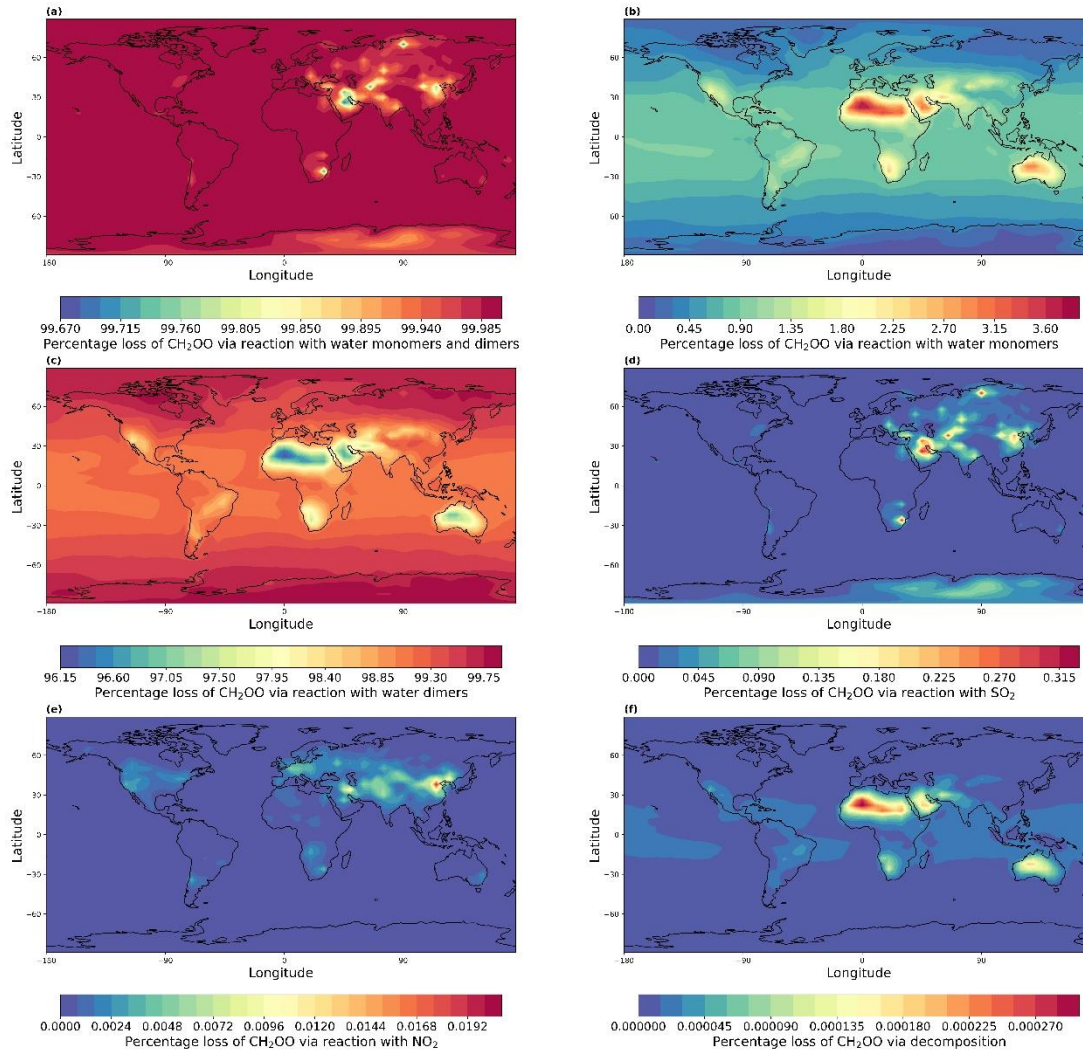 (a)
Latitude
60
30
0
−30
−60
180
−90
0
90
Longitude
99.670 99.715 99.760 99.805 99.850 99.895 99.940 99.985
Percentage loss of CH₂OO via reaction with water monomers and dimers
(b)
Latitude
60
30
0
−30
−60
−180
−90
0
90
Longitude
0.00 0.45 0.90 1.35 1.80 2.25 2.70 3.15 3.60
Percentage loss of CH₂OO via reaction with water monomers
(c)
Latitude
60
30
0
−30
−60
−180
−90
0
90
Longitude
96.15 96.60 97.05 97.50 97.95 98.40 98.85 99.30 99.75
Percentage loss of CH₂OO via reaction with water dimers
(d)
Latitude
60
30
0
−30
−60
−180
−90
0
90
Longitude
0.000 0.045 0.090 0.135 0.180 0.225 0.270 0.315
Percentage loss of CH₂OO via reaction with SO₂
(e)
Latitude
60
30
0
−30
−60
−180
−90
0
90
Longitude
0.0000 0.0024 0.0048 0.0072 0.0096 0.0120 0.0144 0.0168 0.0192
Percentage loss of CH₂OO via reaction with NO₂
(f)
Latitude
60
30
0
−30
−60
−180
−90
0
90
Longitude
0.000000 0.000045 0.000090 0.000135 0.000180 0.000225 0.000270
Percentage loss of CH₂OO via decomposition